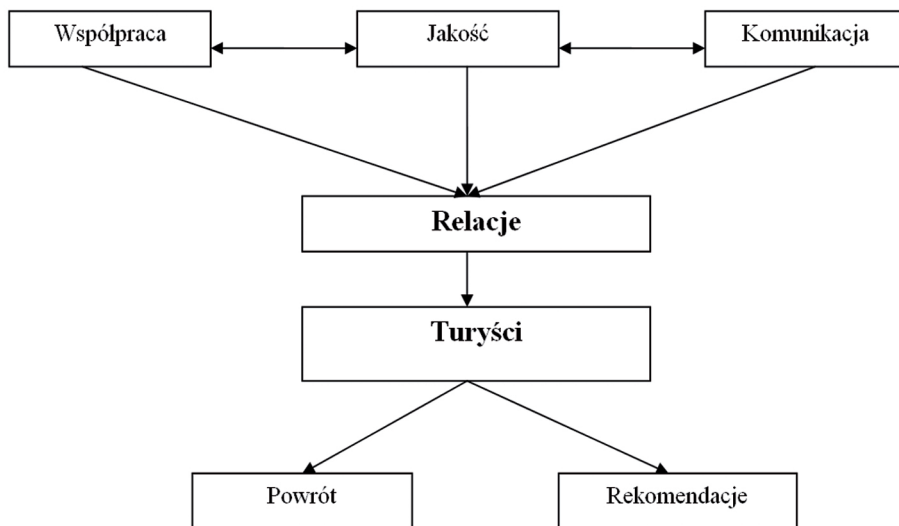 Współpraca
Jakość
Komunikacja
Relacje
Turyści
Powrót
Rekomendacje